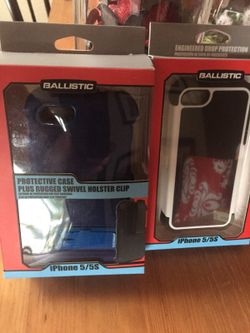 BALLISTIC
PROTECTIVE CASE
PLUS RUGGED SWIVEL HOLSTER CLIP
iPhone 5/5S
ENGINEERED DROP PROTECTION
BALLISTIC
iPhone 5/5S